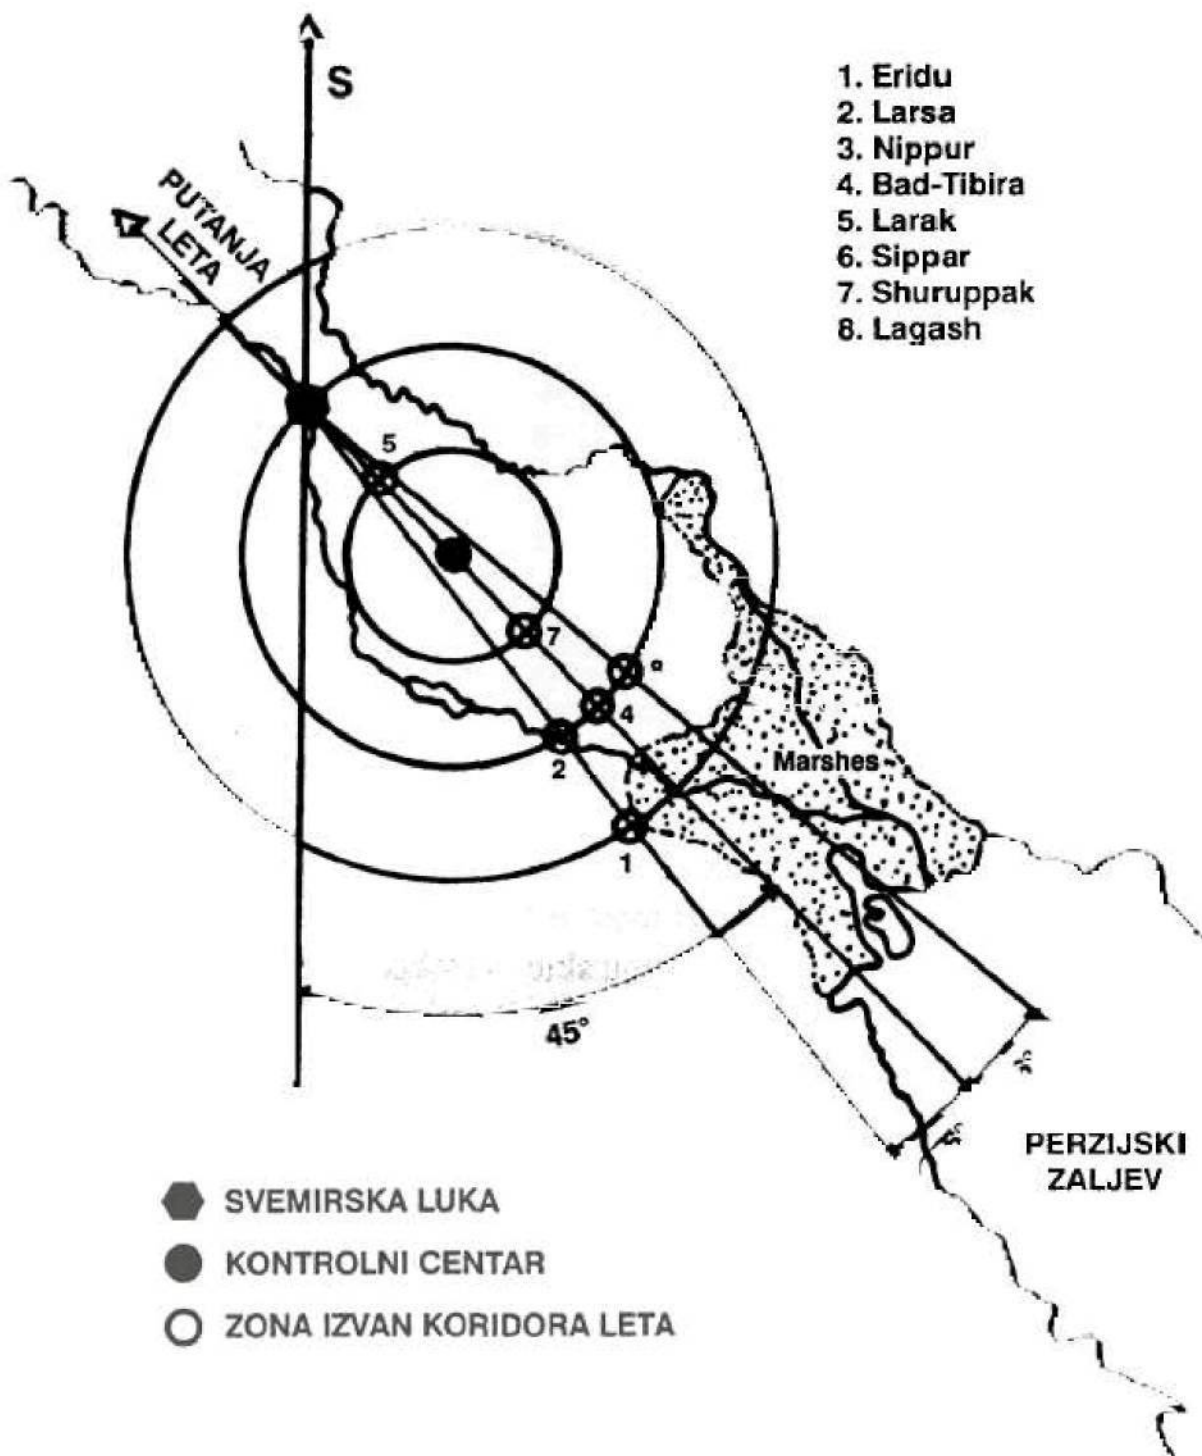 S
1. Eridu
2. Larsa
3. Nippur
4. Bad-Tibira
5. Larak
6. Sippar
7. Shuruppak
8. Lagash
PUTANJA
LETA
5
7
4
2
1
Marshes
45°
PERZIJSKI
ZALJEV
SVEMIRSKA LUKA
KONTROLNI CENTAR
ZONA IZVAN KORIDORA LETA